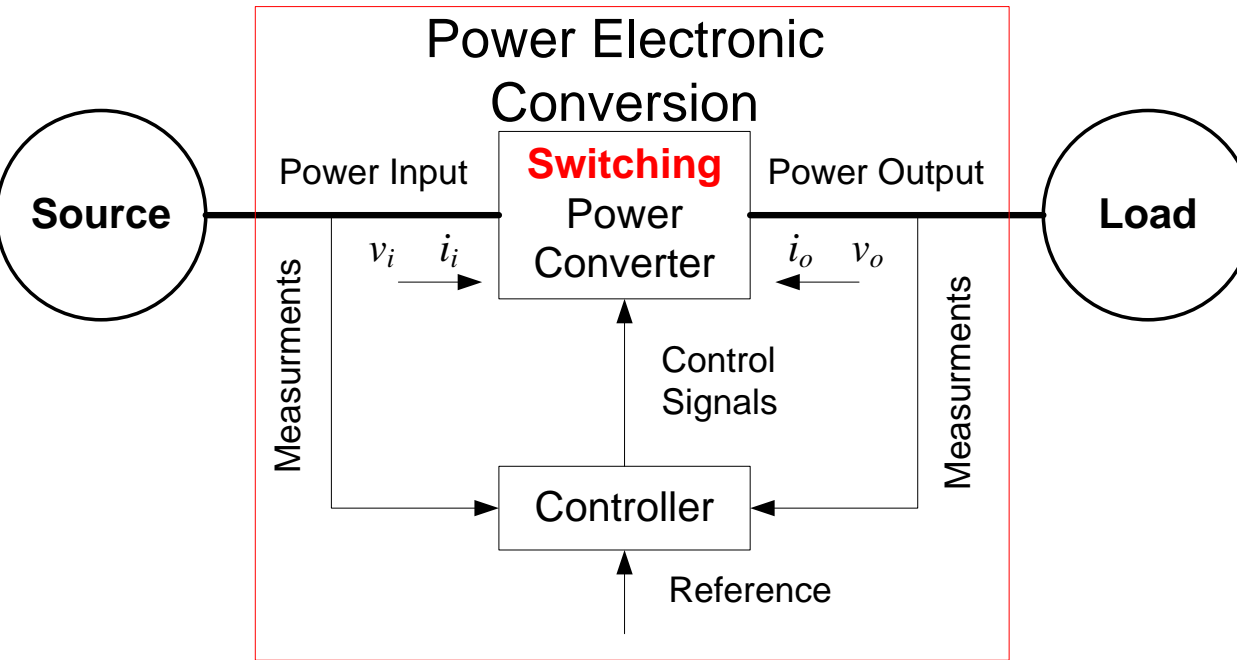 Power Electronic
Conversion
Source
Power Input
Switching
Power
Converter
Power Output
Load
v_i i_i
i_o v_o
Measurments
Control
Signals
Measurments
Controller
Reference